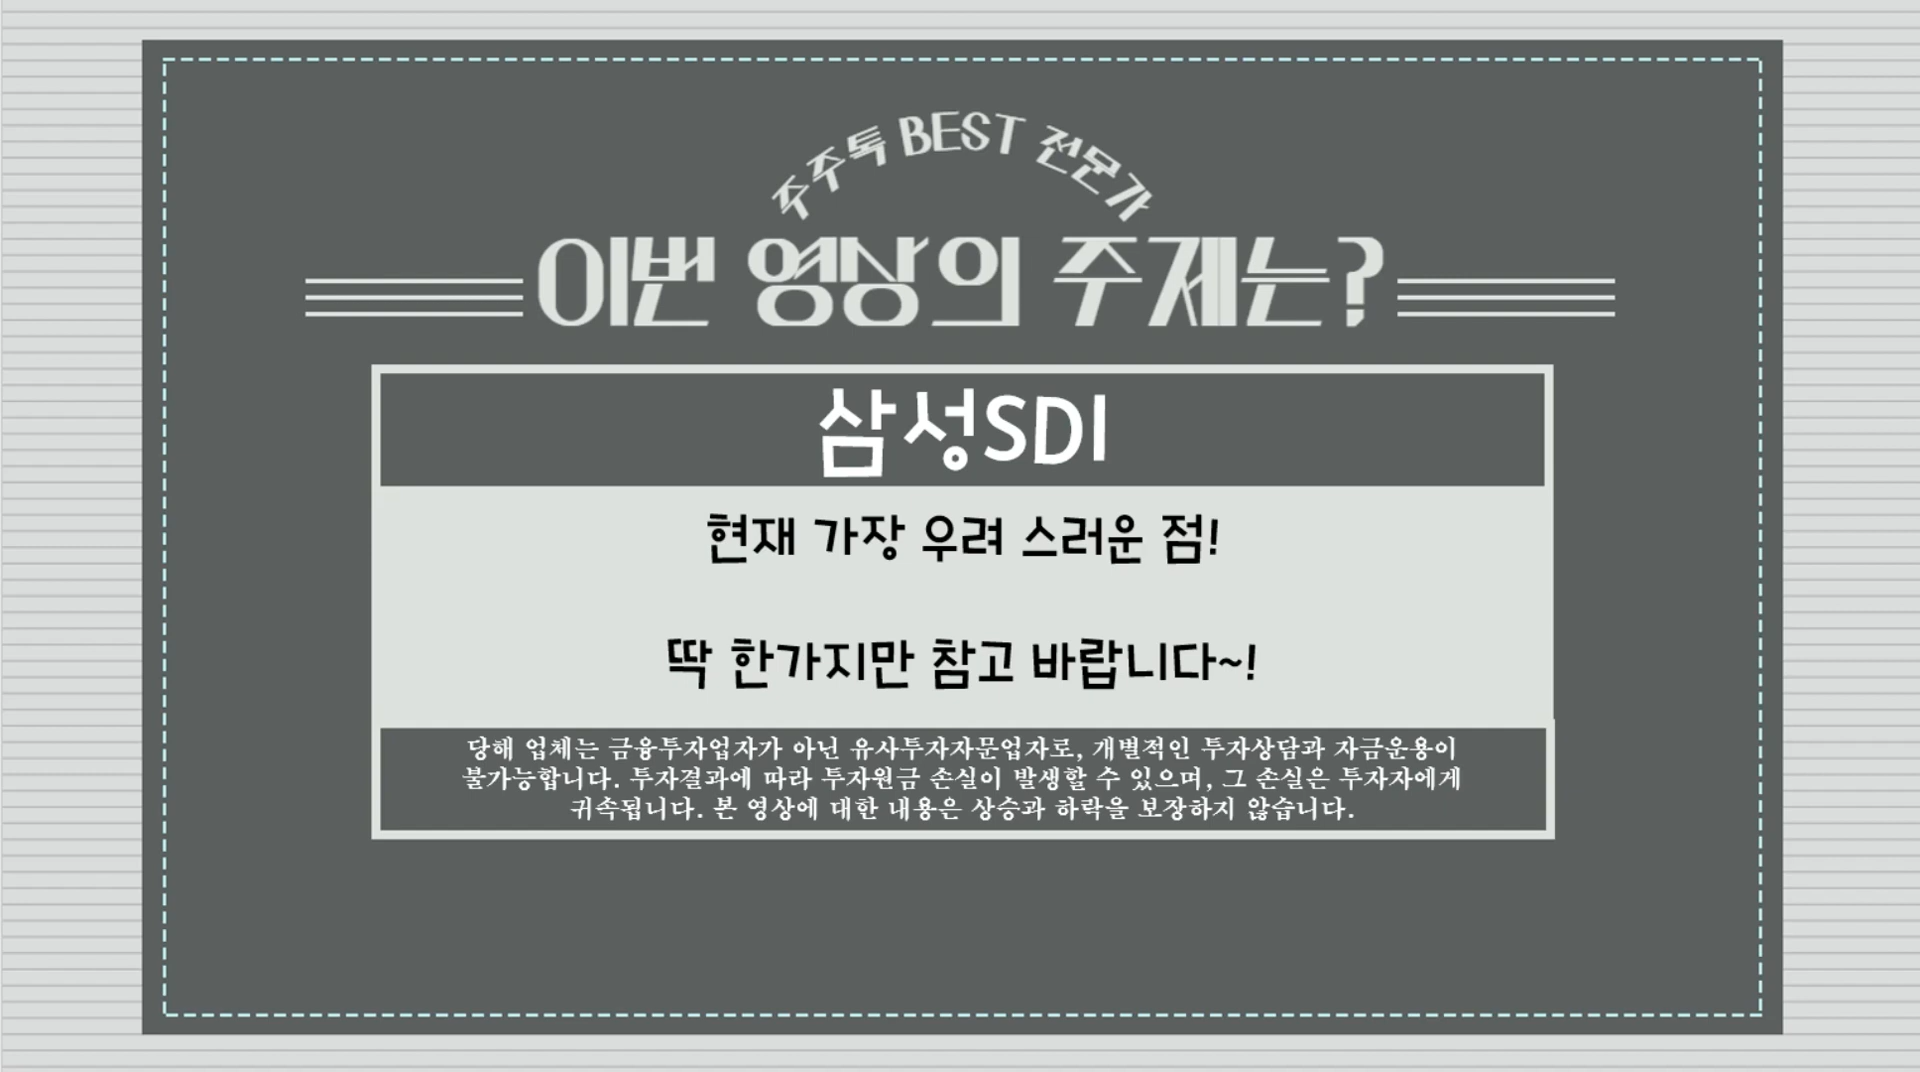 주주톡 BEST 전문가
이번 영상의 주제는?
삼성SDI
현재 가장 우려 스러운 점!
딱 한가지만 참고 바랍니다~!
당해 업체는 금융투자업자가 아닌 유사투자자문업자로, 개별적인 투자상담과 자금운용이
불가능합니다. 투자결과에 따라 투자원금 손실이 발생할 수 있으며, 그 손실은 투자자에게
귀속됩니다. 본 영상에 대한 내용은 상승과 하락을 보장하지 않습니다.